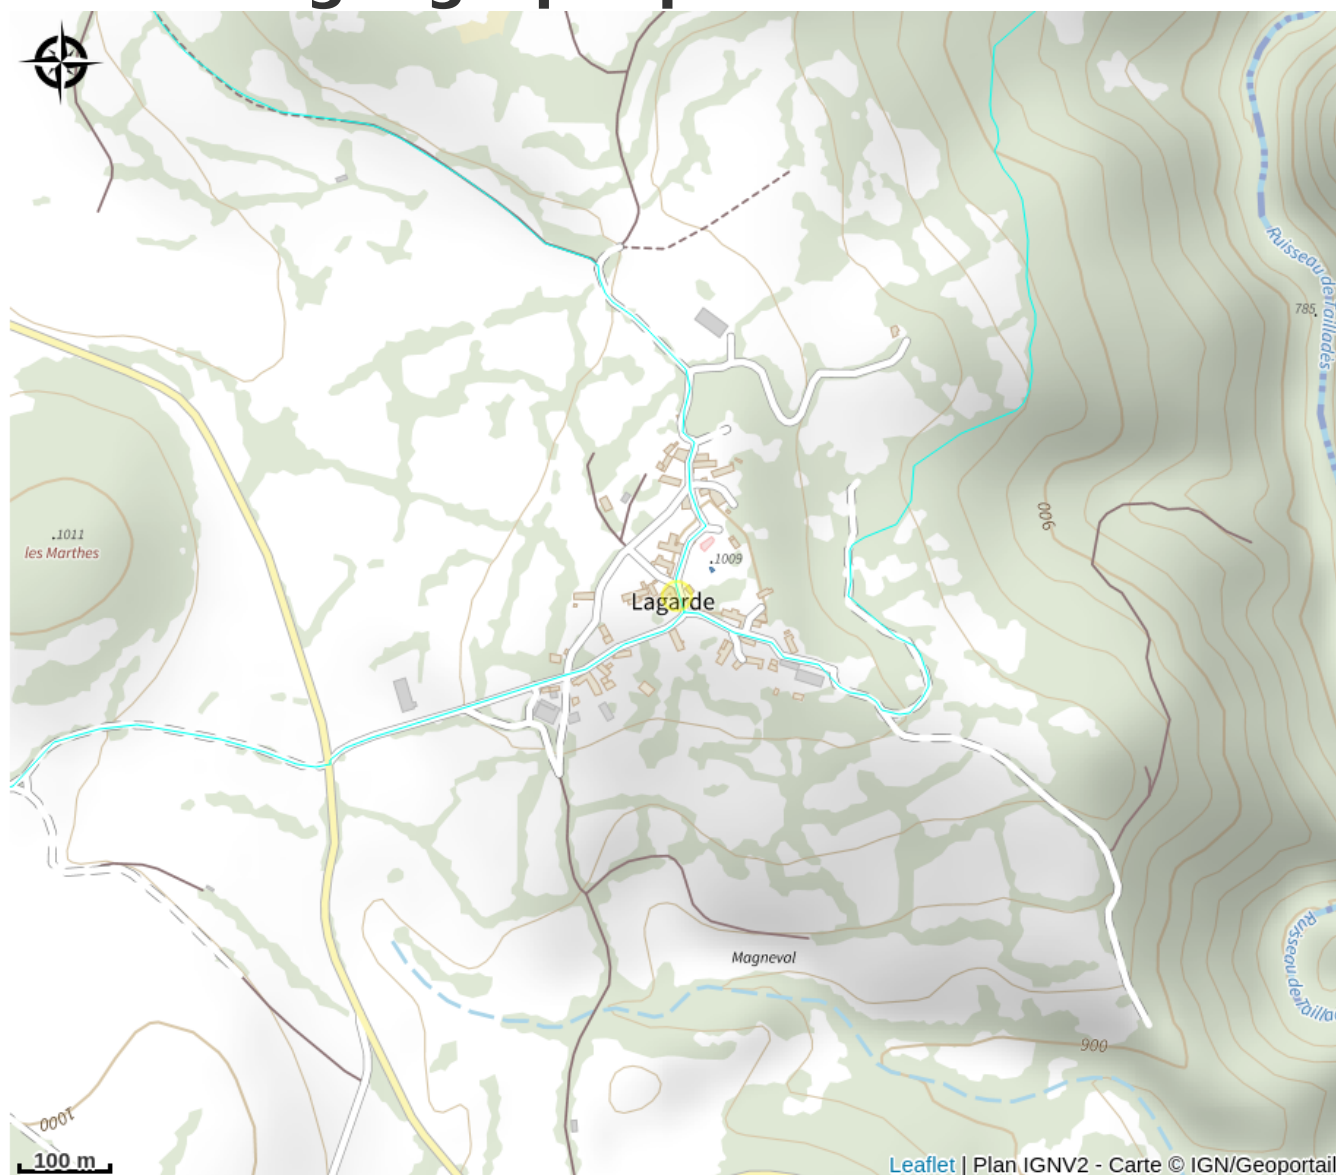 Ruisseau de Taillades
785
1011
les Marthes
900
1009
Lagarde
Ruisseau de Tailla
Magneval
900
1000
100 m
Leaflet | Plan IGNV2 - Carte © IGN/Geoportail